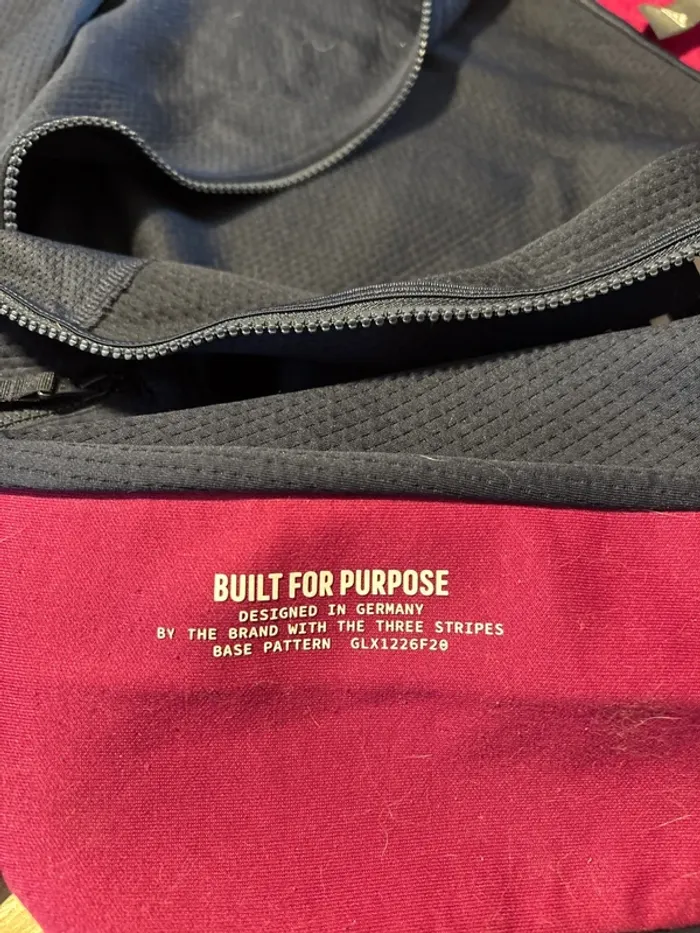 BUILT FOR PURPOSE
DESIGNED IN GERMANY
BY THE BRAND WITH THE THREE STRIPES
BASE PATTERN GLX1226F20